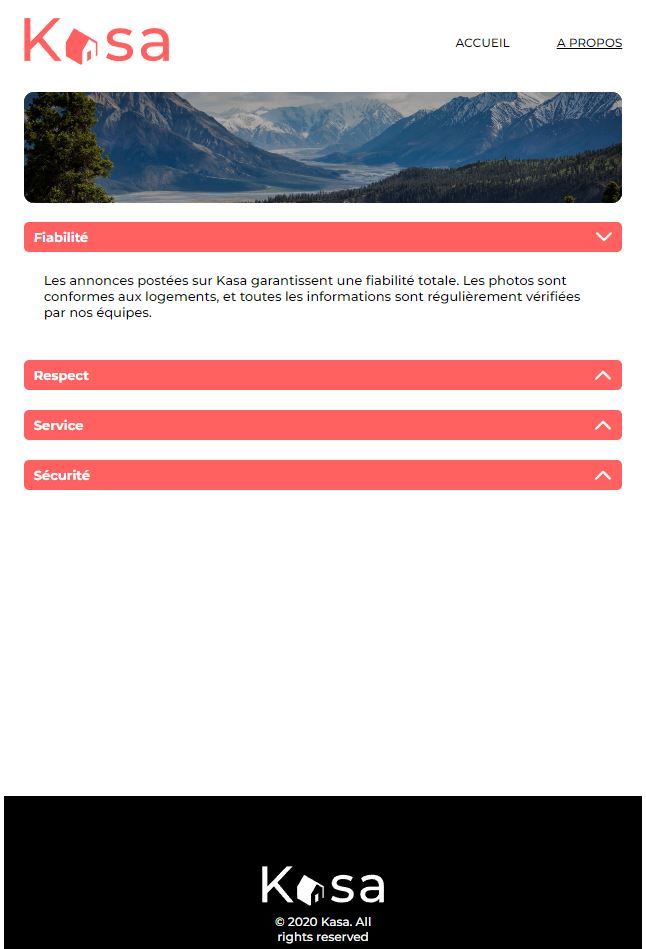 Kasa
ACCUEIL A PROPOS
Fiabilité
Les annonces postées sur Kasa garantissent une fiabilité totale. Les photos sont
conformes aux logements, et toutes les informations sont régulièrement vérifiées
par nos équipes.
Respect
Service
Sécurité
Kasa
© 2020 Kasa. All
rights reserved